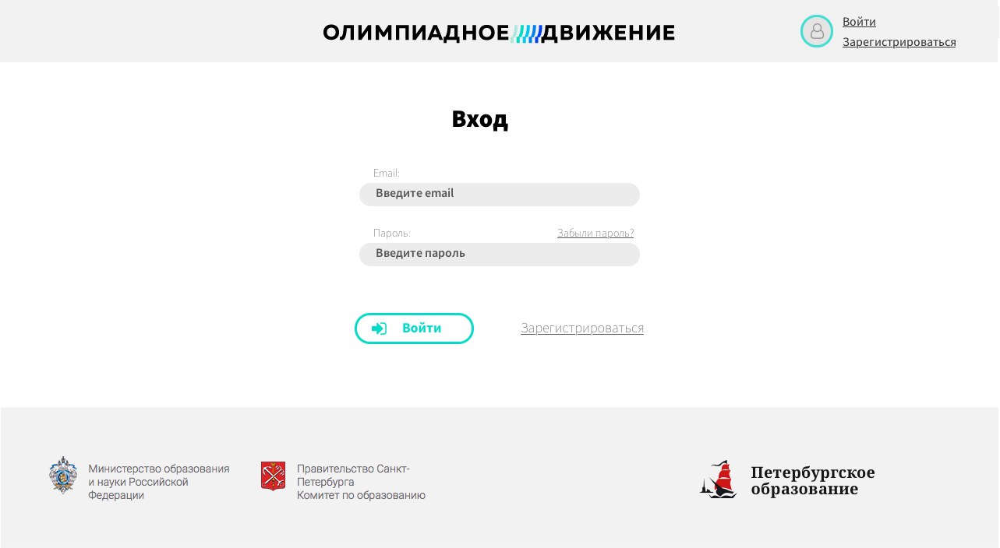 ОЛИМПИАДНОЕ ДВИЖЕНИЕ
Войти
Зарегистрироваться
Вход
Email:
Введите email
Пароль:
Забыли пароль?
Введите пароль
Войти
Зарегистрироваться
Министерство образования
и науки Российской
Федерации
Правительство Санкт-
Петербурга
Комитет по образованию
Петербургское
образование